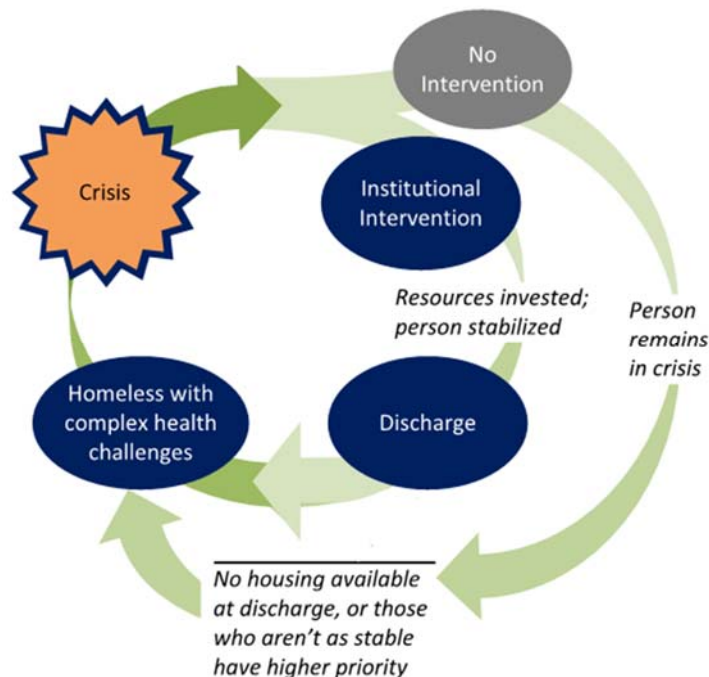 No
Intervention
Crisis
Institutional
Intervention
Resources invested;
person stabilized
Person
remains
in crisis
Homeless with
complex health
challenges
Discharge
No housing available
at discharge, or those
who aren't as stable
have higher priority